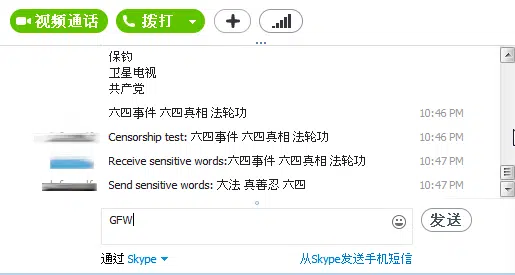 视频通话 拨打
保钓
卫星电视
共产党
六四事件 六四真相 法轮功 10:46 PM
Censorship test: 六四事件 六四真相 法轮功 10:46 PM
Receive sensitive words:六四事件 六四真相 法轮功 10:47 PM
Send sensitive words: 六法 真善忍 六四 10:47 PM
GFW 发送
通过 Skype 从Skype发送手机短信